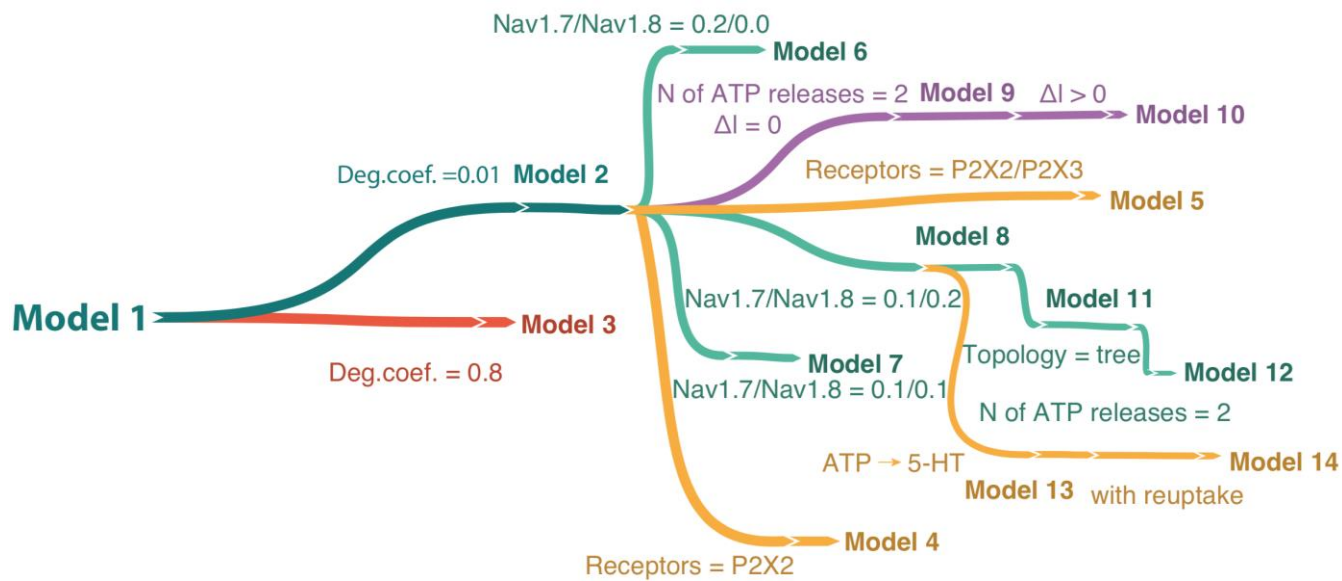 Nav1.7/Nav1.8 = 0.2/0.0
Model 6
N of ATP releases = 2
Δl = 0
Model 9
Δl > 0
Model 10
Deg.coef. =0.01
Model 2
Receptors = P2X2/P2X3
Model 5
Model 8
Model 1
Model 3
Deg.coef. = 0.8
Nav1.7/Nav1.8 = 0.1/0.2
Model 11
Topology = tree
Model 7
Model 12
Nav1.7/Nav1.8 = 0.1/0.1
N of ATP releases = 2
ATP → 5-HT
Model 13
with reuptake
Model 14
Model 4
Receptors = P2X2